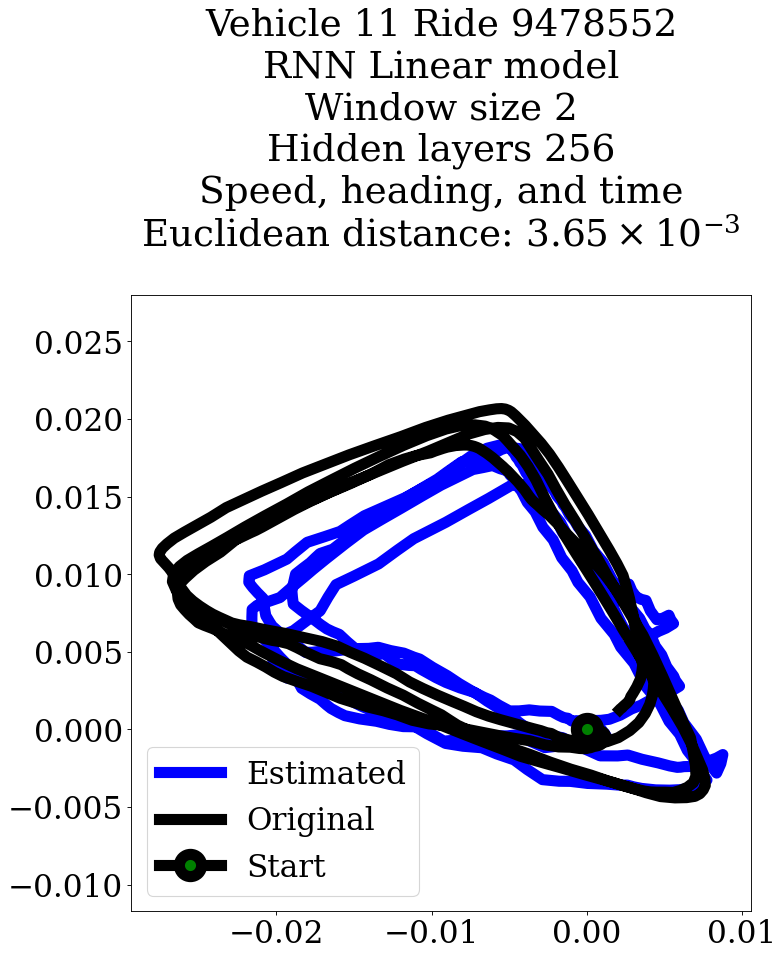 Vehicle 11 Ride 9478552
RNN Linear model
Window size 2
Hidden layers 256
Speed, heading, and time
Euclidean distance: 3.65 × 10⁻³
0.025
0.020
0.015
0.010
0.005
0.000
−0.005
−0.010
Estimated
Original
Start
−0.02 −0.01 0.00 0.01